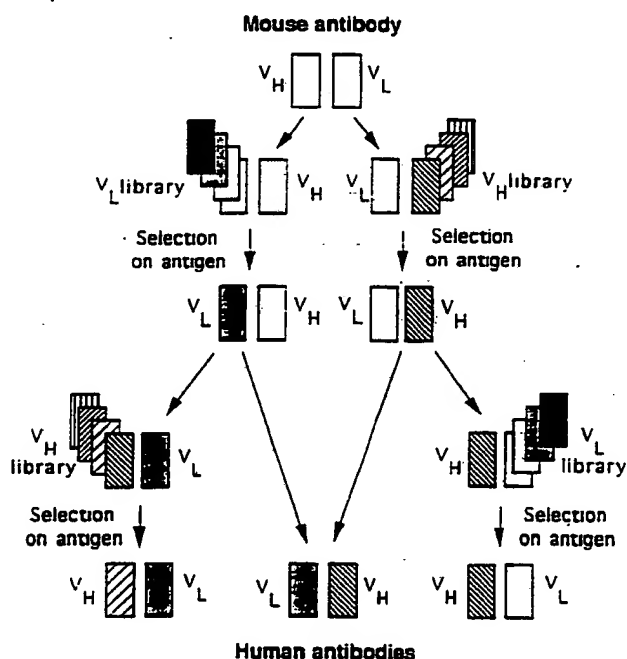 Mouse antibody
V_H V_L
V_L library V_H V_L V_H library
Selection on antigen Selection on antigen
V_L V_H V_L V_H
V_H library V_L V_H V_L library
Selection on antigen Selection on antigen
V_H V_L V_L V_H V_H V_L
Human antibodies